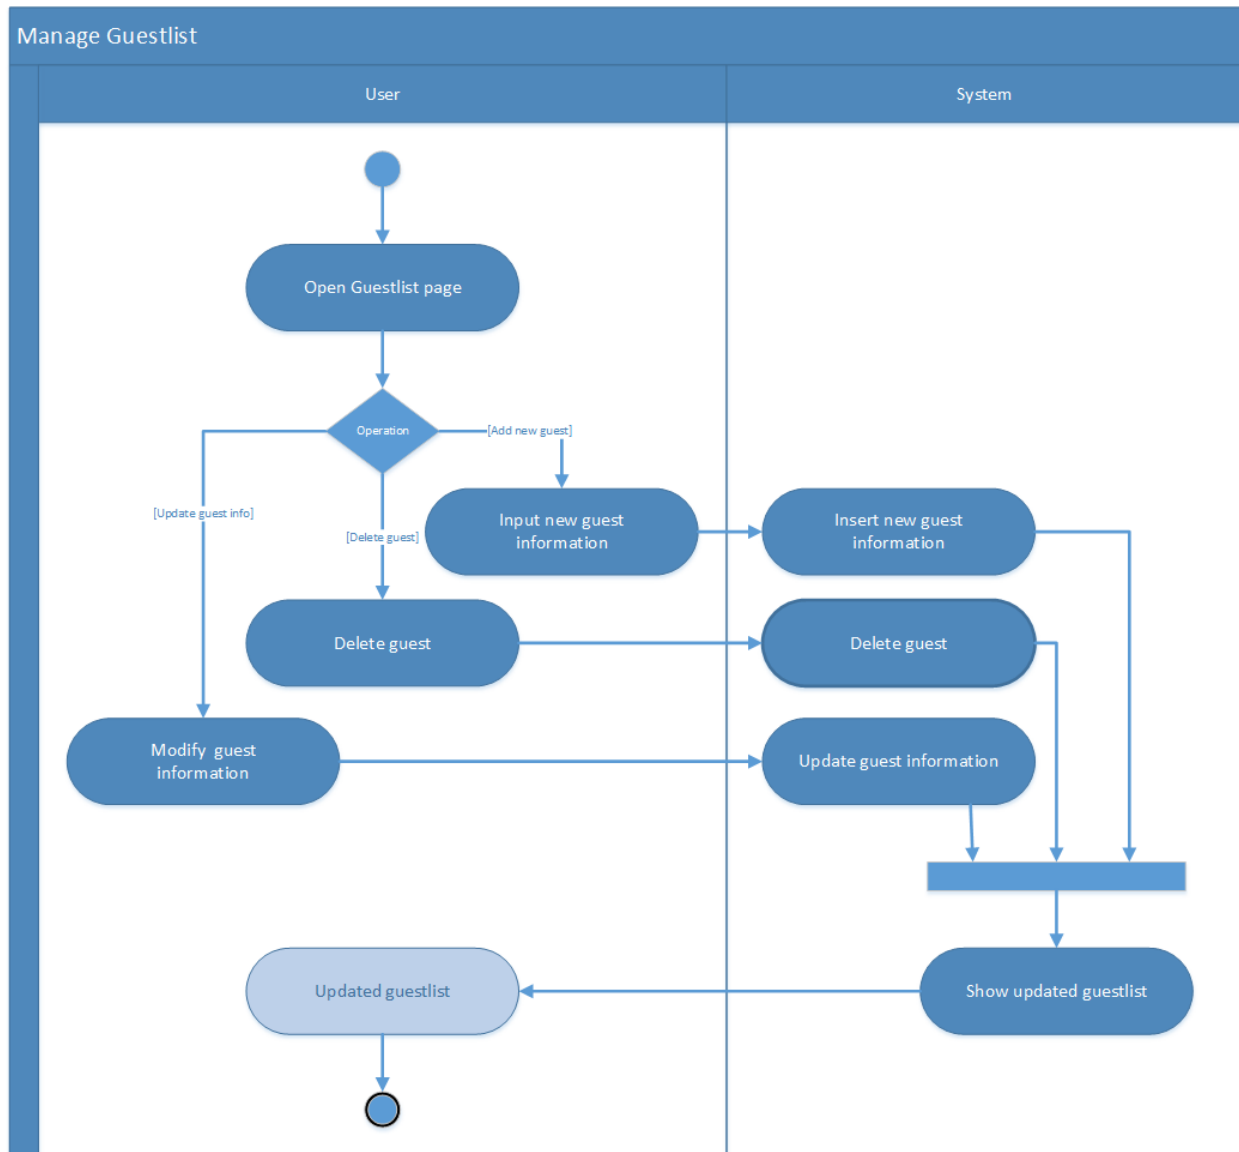 Manage Guestlist
User
System
Open Guestlist page
Operation
[Add new guest]
[Update guest info]
[Delete guest]
Input new guest
information
Insert new guest
information
Delete guest
Delete guest
Modify  guest
information
Update guest information
Updated guestlist
Show updated guestlist